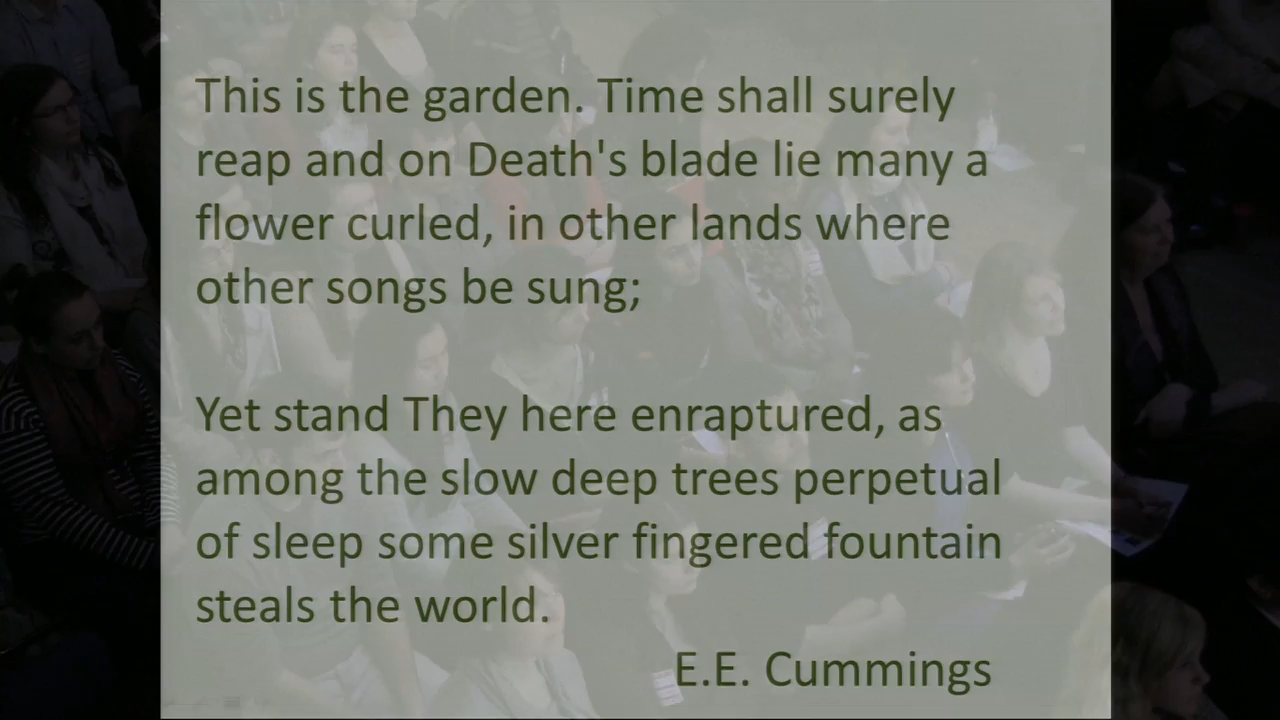 This is the garden. Time shall surely
reap and on Death's blade lie many a
flower curled, in other lands where
other songs be sung;
Yet stand They here enraptured, as
among the slow deep trees perpetual
of sleep some silver fingered fountain
steals the world.
E.E. Cummings